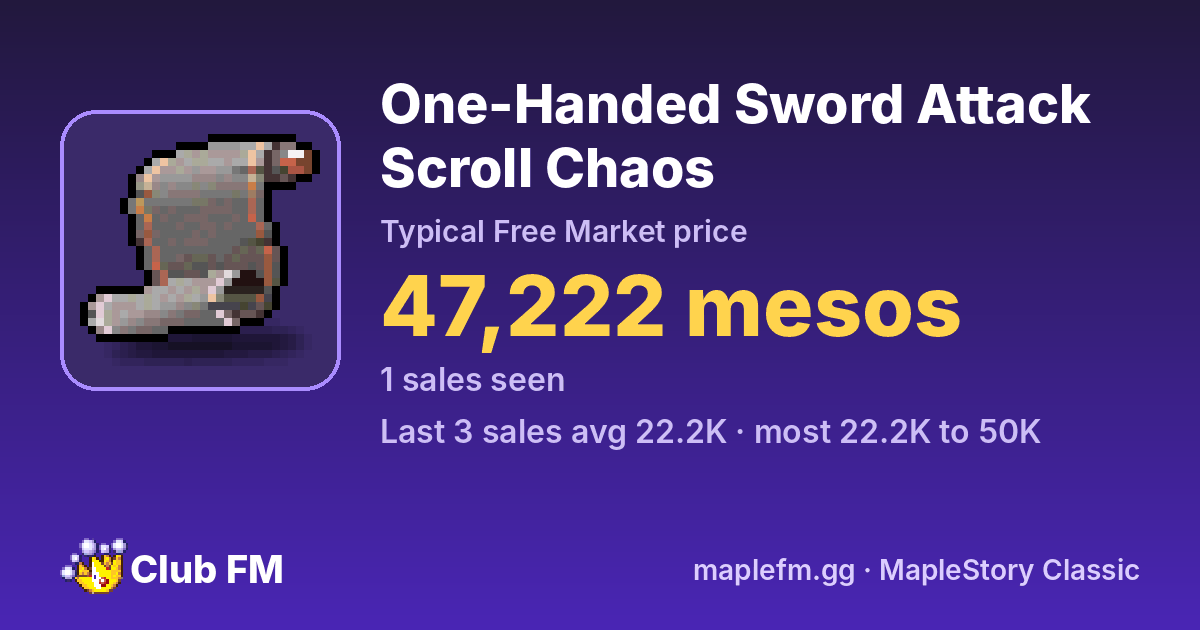 One-Handed Sword Attack
Scroll Chaos
Typical Free Market price
47,222 mesos
1 sales seen
Last 3 sales avg 22.2K · most 22.2K to 50K
Club FM
maplefm.gg · MapleStory Classic